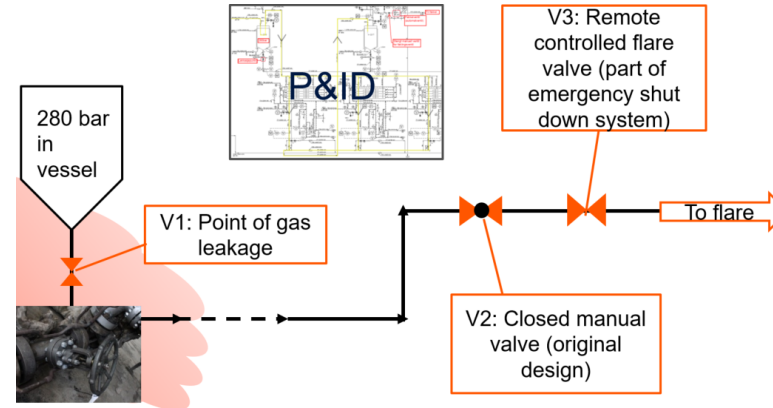 P&ID
V3: Remote
controlled flare
valve (part of
emergency shut
down system)
280 bar
in
vessel
V1: Point of gas
leakage
To flare
V2: Closed manual
valve (original
design)